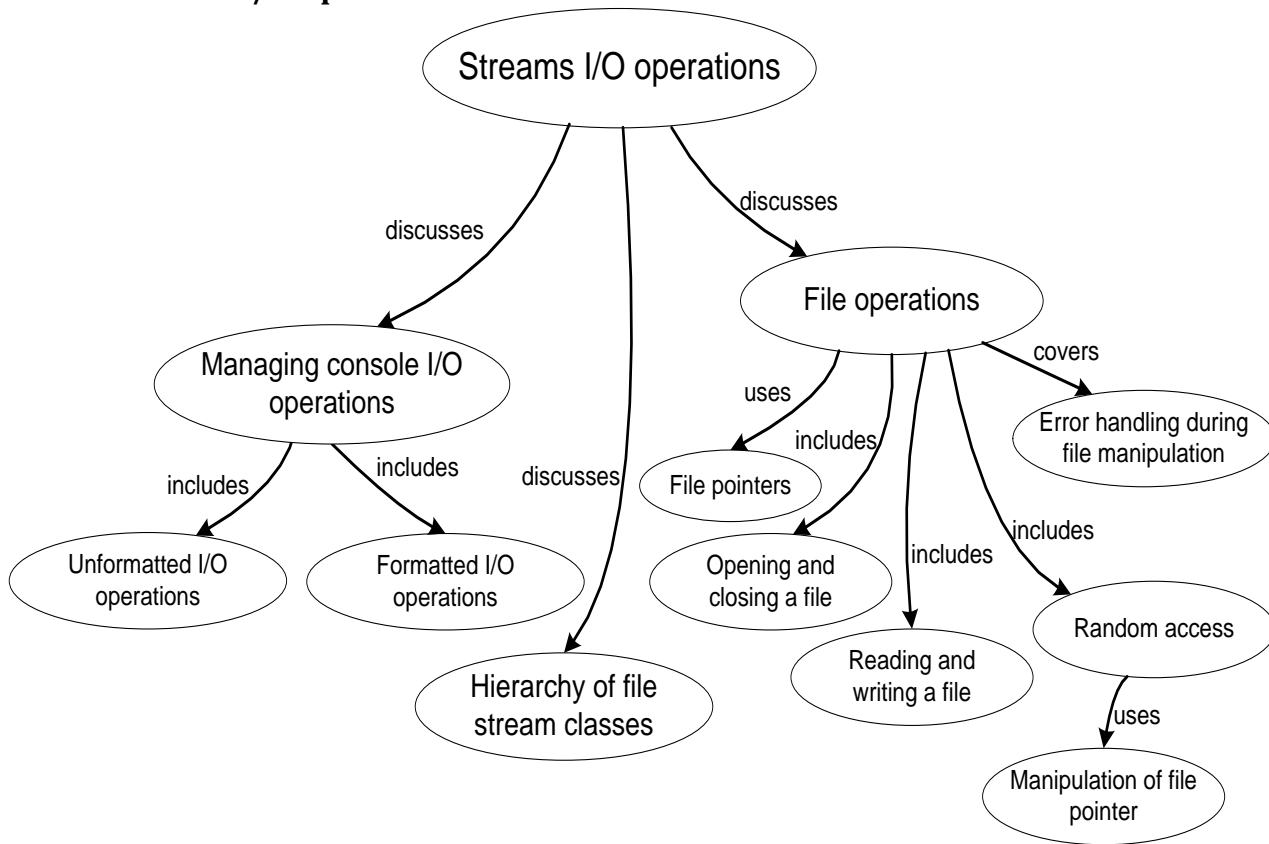 Streams I/O operations
discusses
discusses
discusses
Managing console I/O
operations
includes
includes
Unformatted I/O
operations
Formatted I/O
operations
Hierarchy of file
stream classes
File operations
uses
includes
includes
includes
covers
File pointers
Opening and
closing a file
Reading and
writing a file
Random access
uses
Manipulation of file
pointer
Error handling during
file manipulation